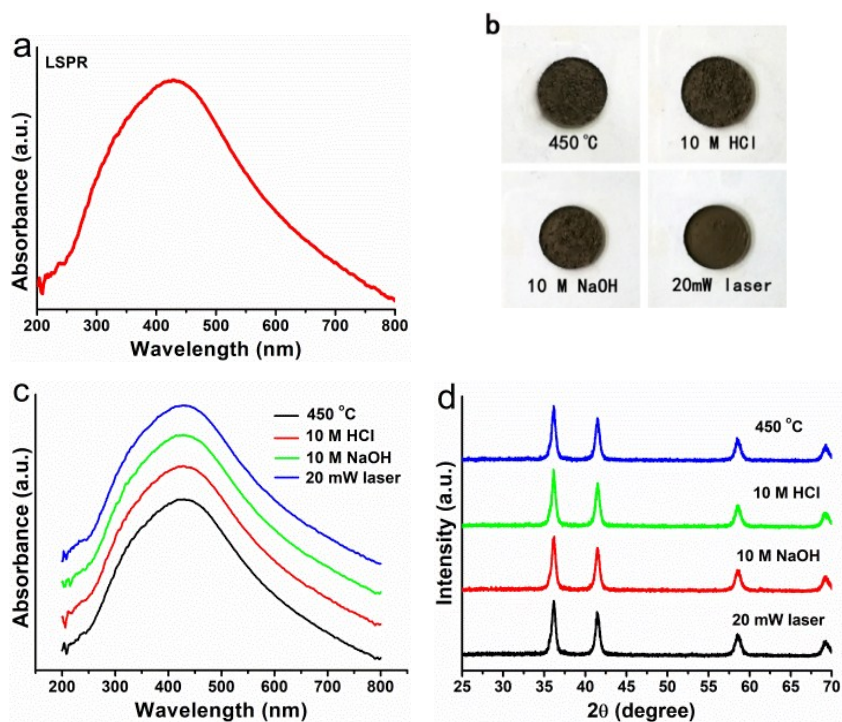 a
LSPR
Absorbance (a.u.)
200 300 400 500 600 700 800
Wavelength (nm)
b
450℃
10 M HCl
10 M NaOH
20mW laser
c
450 °C
10 M HCl
10 M NaOH
20 mW laser
Absorbance (a.u.)
200 300 400 500 600 700 800
Wavelength (nm)
d
450 °C
10 M HCl
10 M NaOH
20 mW laser
Intensity (a.u.)
25 30 35 40 45 50 55 60 65 70
2θ (degree)